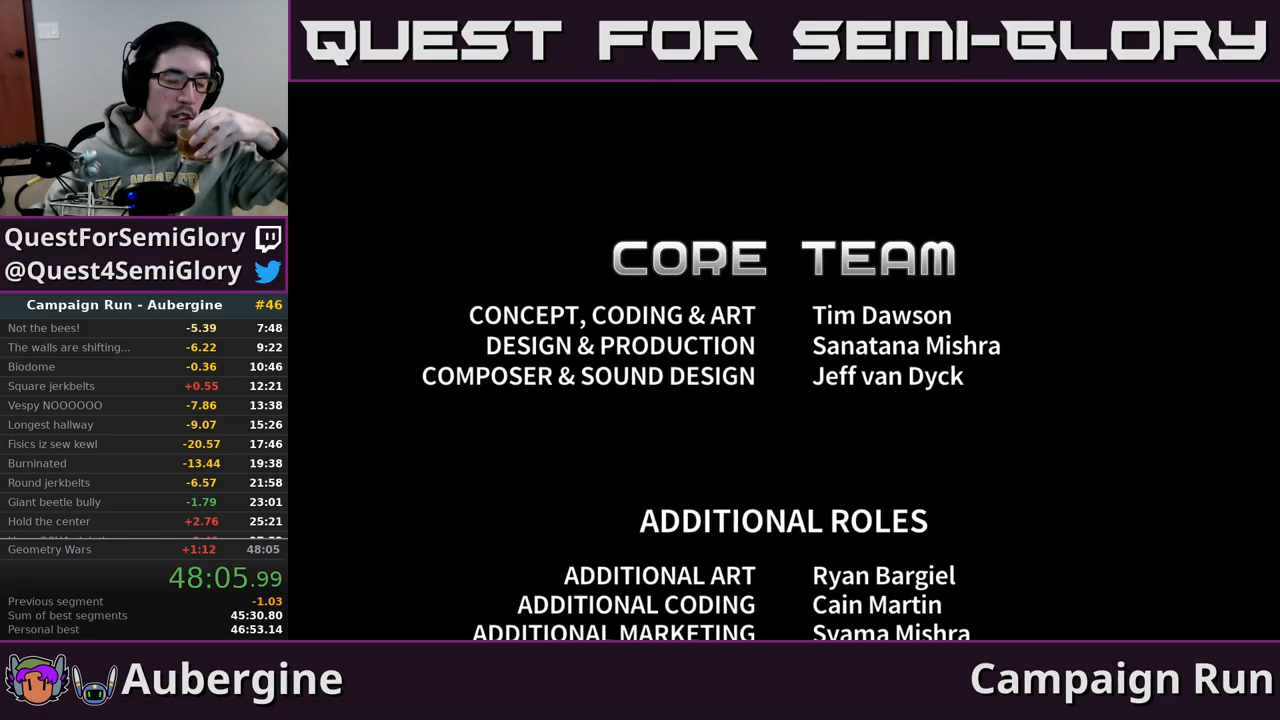 QUEST FOR SEMI-GLORY
QuestForSemiGlory
@Quest4SemiGlory
Campaign Run - Aubergine #46
Not the bees! -5.39 7:48
The walls are shifting... -6.22 9:22
Biodome -0.36 10:46
Square jerkbelts +0.55 12:21
Vespy NOOOOOO -7.86 13:38
Longest hallway -9.07 15:26
Fisics iz sew kewl -20.57 17:46
Burninated -13.44 19:38
Round jerkbelts -6.57 21:58
Giant beetle bully -1.79 23:01
Hold the center +2.76 25:21
Geometry Wars +1:12 48:05
48:05.99
Previous segment -1.03
Sum of best segments 45:30.80
Personal best 46:53.14
CORE TEAM
CONCEPT, CODING & ART Tim Dawson
DESIGN & PRODUCTION Sanatana Mishra
COMPOSER & SOUND DESIGN Jeff van Dyck
ADDITIONAL ROLES
ADDITIONAL ART Ryan Bargiel
ADDITIONAL CODING Cain Martin
ADDITIONAL MARKETING Syama Mishra
Aubergine
Campaign Run